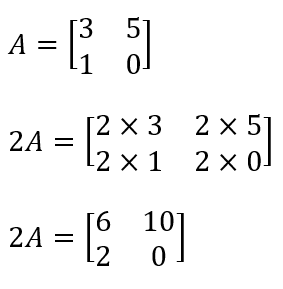 A = [3 5
1 0]
2A = [2 × 3 2 × 5
2 × 1 2 × 0]
2A = [6 10
2 0]